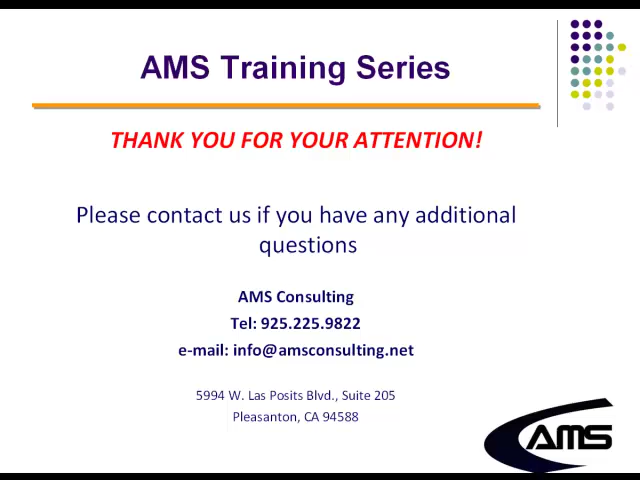 AMS Training Series
THANK YOU FOR YOUR ATTENTION!
Please contact us if you have any additional
questions
AMS Consulting
Tel: 925.225.9822
e-mail: info@amsconsulting.net
5994 W. Las Posits Blvd., Suite 205
Pleasanton, CA 94588
AMS